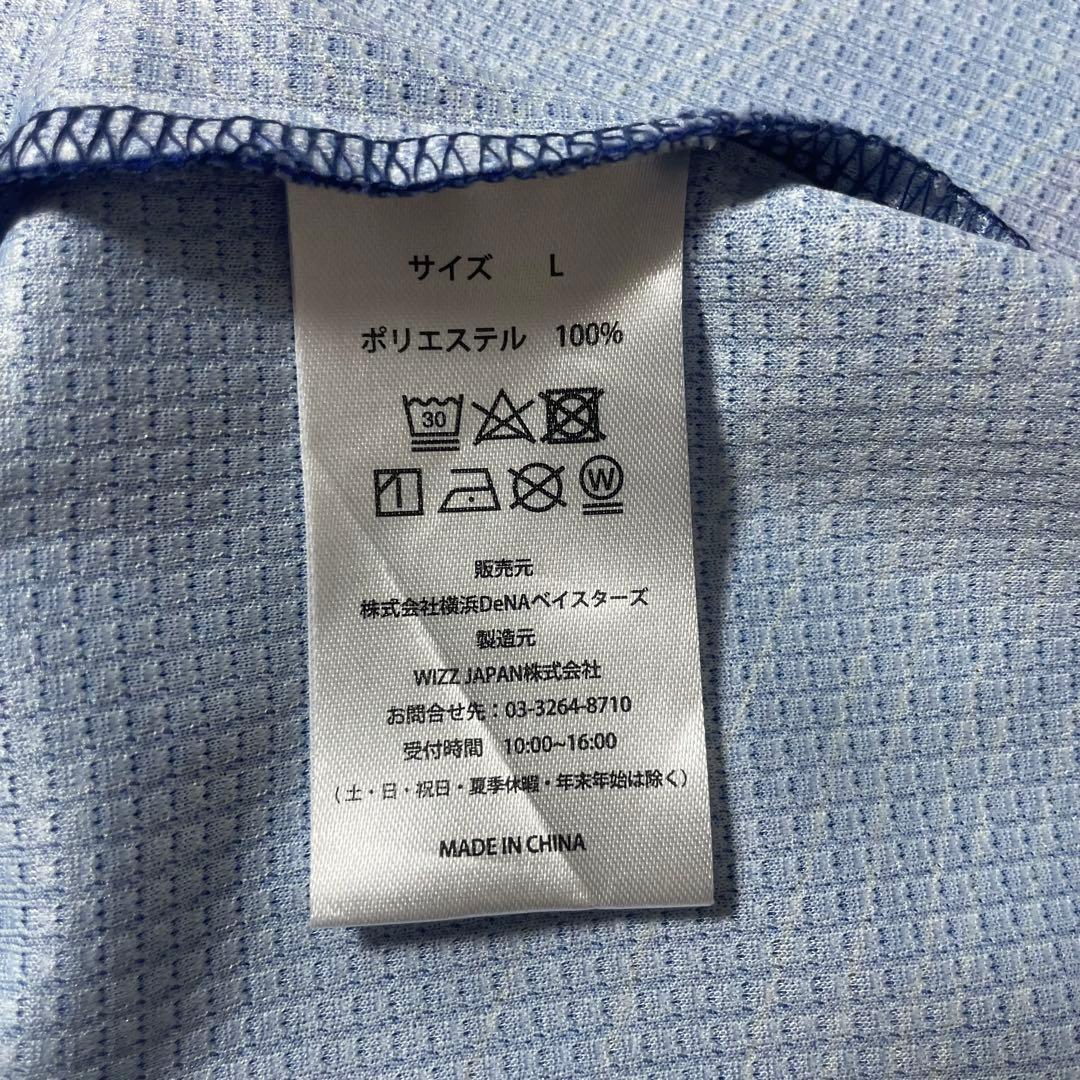 サイズ L
ポリエステル 100%
30
W
販売元
株式会社横浜DeNAベイスターズ
製造元
WIZZ JAPAN株式会社
お問合せ先：03-3264-8710
受付時間 10:00~16:00
（土・日・祝日・夏季休暇・年末年始は除く）
MADE IN CHINA